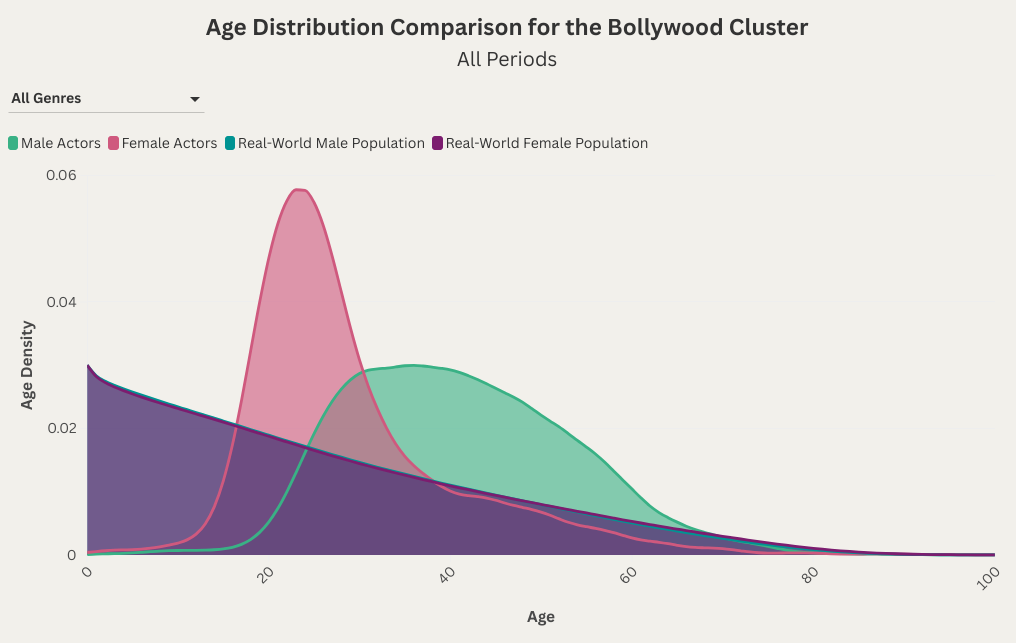 Age Distribution Comparison for the Bollywood Cluster
All Periods
All Genres
Male Actors Female Actors Real-World Male Population Real-World Female Population
0.06
0.04
0.02
0
Age Density
0 20 40 60 80 100
Age